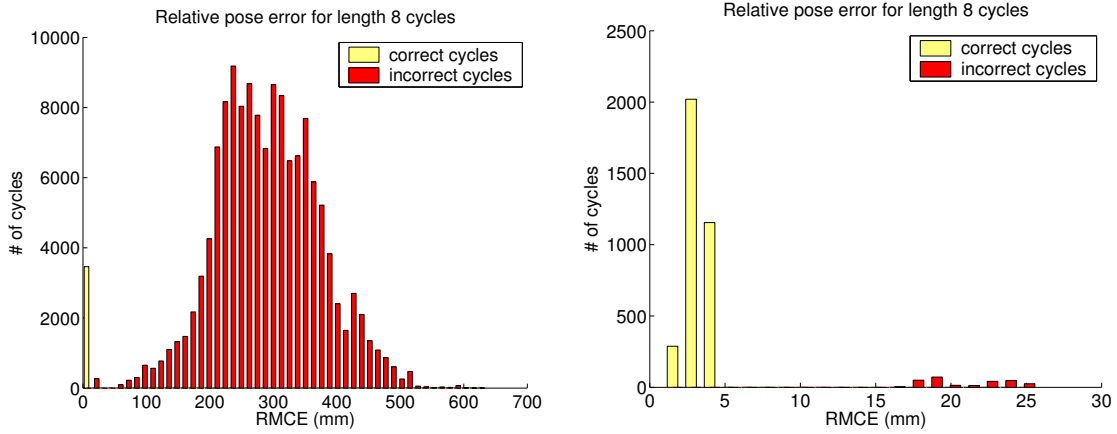 Relative pose error for length 8 cycles
10000
8000
6000
4000
2000
0
# of cycles
correct cycles
incorrect cycles
0 100 200 300 400 500 600 700
RMCE (mm)
Relative pose error for length 8 cycles
2500
2000
1500
1000
500
0
# of cycles
correct cycles
incorrect cycles
0 5 10 15 20 25 30
RMCE (mm)